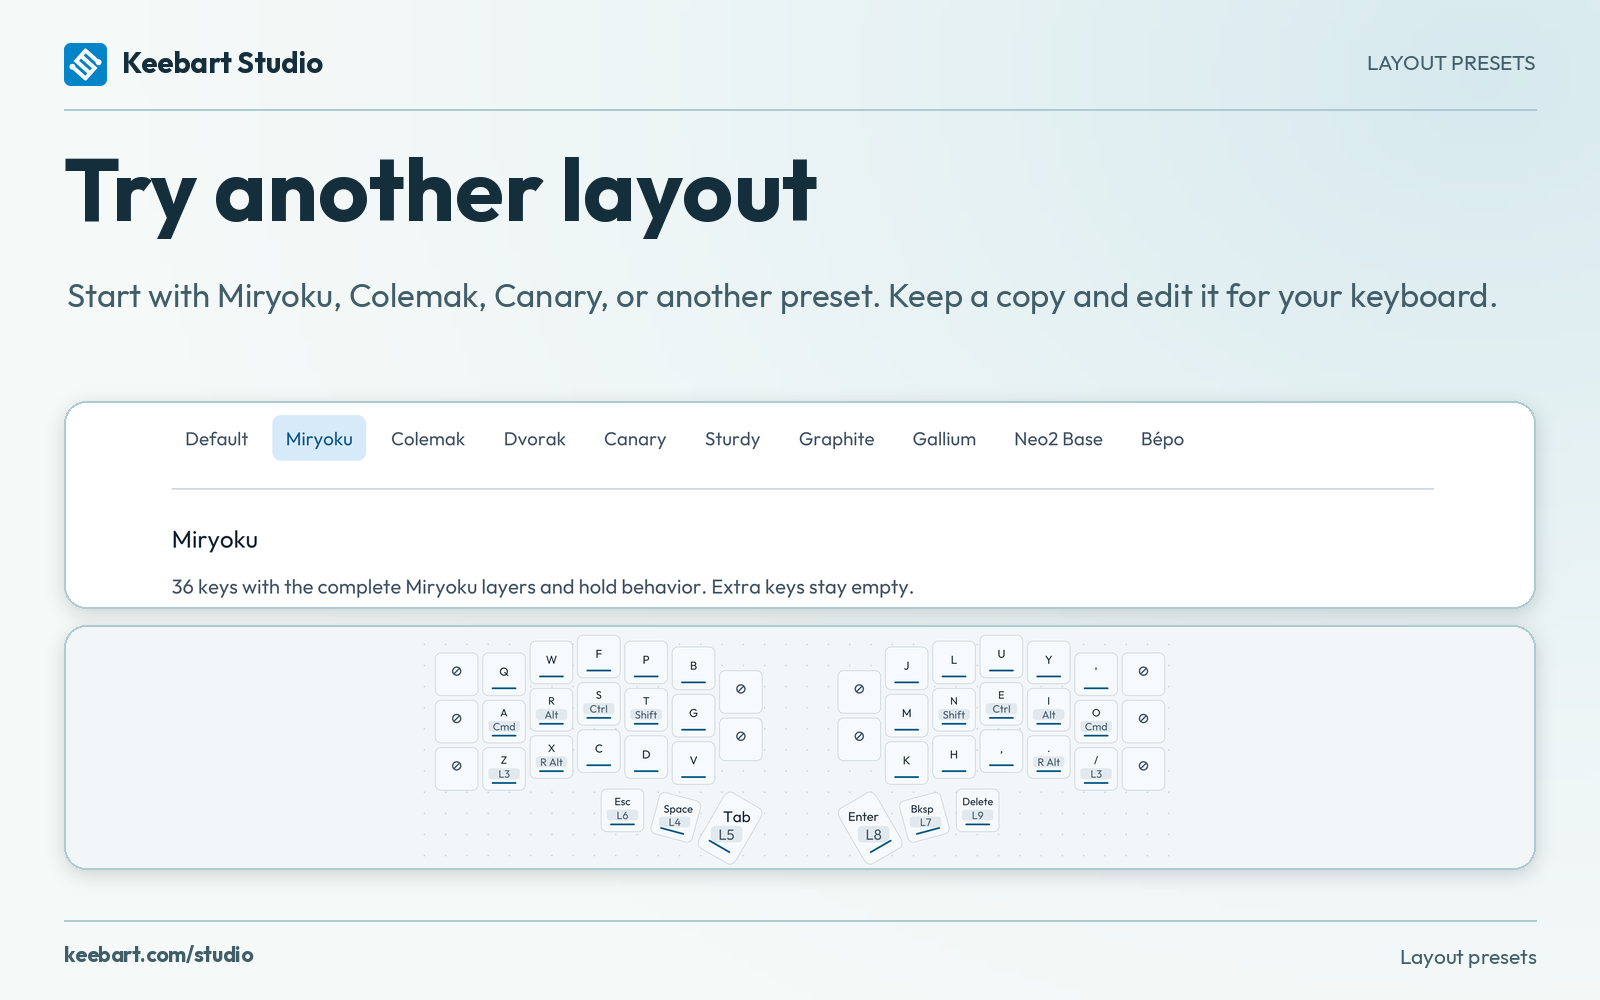 Keebart Studio
LAYOUT PRESETS
Try another layout
Start with Miryoku, Colemak, Canary, or another preset. Keep a copy and edit it for your keyboard.
Default Miryoku Colemak Dvorak Canary Sturdy Graphite Gallium Neo2 Base Bépo
Miryoku
36 keys with the complete Miryoku layers and hold behavior. Extra keys stay empty.
Q W F P B J L U Y '
A Cmd R Alt S Ctrl T Shift G M N Shift E Ctrl I Alt O Cmd
Z L3 X R Alt C D V K H , . R Alt / L3
Esc L6 Space L4 Tab L5 Enter L8 Bksp L7 Delete L9
keebart.com/studio
Layout presets